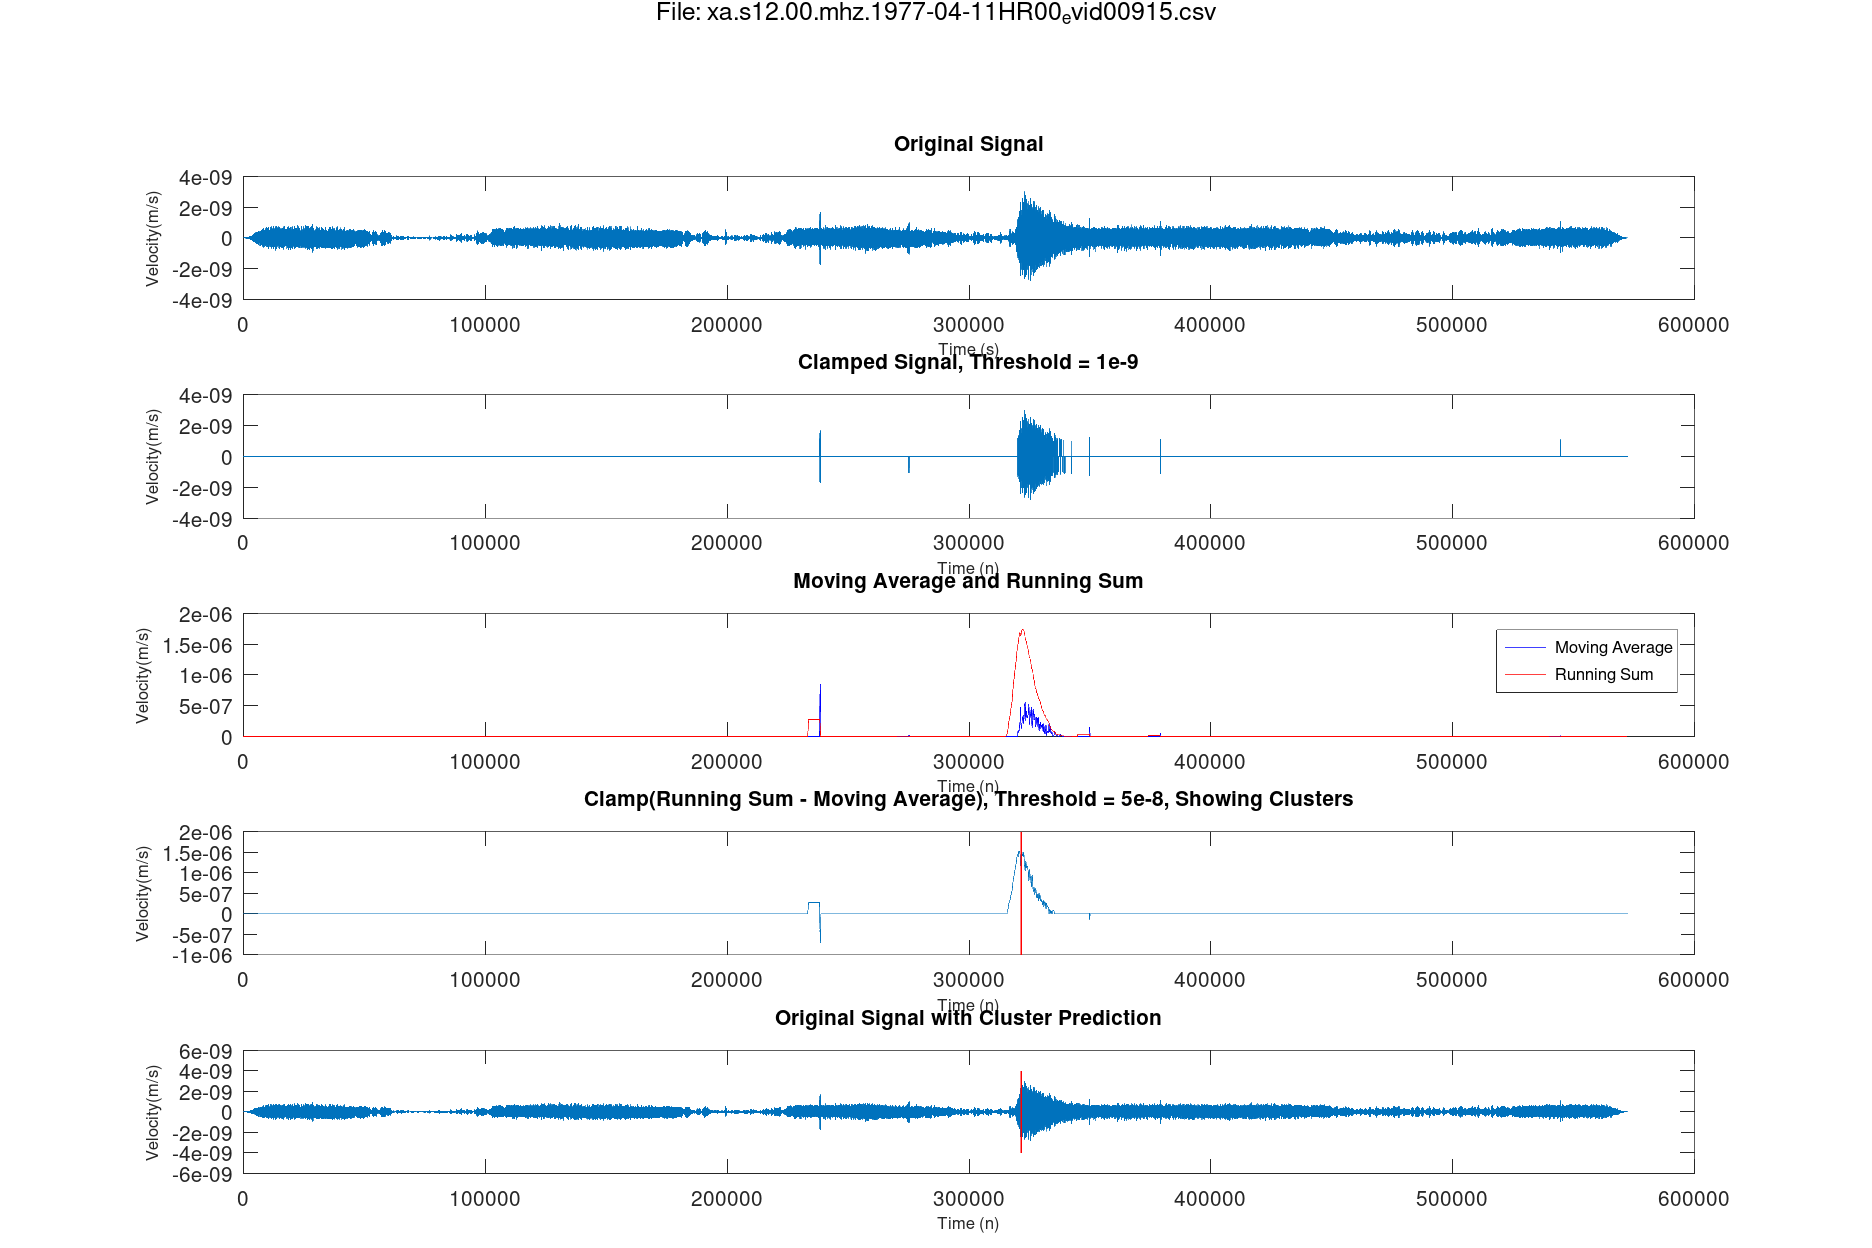 File: xa.s12.00.mhz.1977-04-11HR00evid00915.csv
Original Signal
4e-09
2e-09
0
-2e-09
-4e-09
Velocity(m/s)
0 100000 200000 300000 400000 500000 600000
Time (s)
Clamped Signal, Threshold = 1e-9
4e-09
2e-09
0
-2e-09
-4e-09
Velocity(m/s)
0 100000 200000 300000 400000 500000 600000
Time (n)
Moving Average and Running Sum
2e-06
1.5e-06
1e-06
5e-07
0
Velocity(m/s)
Moving Average
Running Sum
0 100000 200000 300000 400000 500000 600000
Time (n)
Clamp(Running Sum - Moving Average), Threshold = 5e-8, Showing Clusters
2e-06
1.5e-06
1e-06
5e-07
0
-5e-07
-1e-06
Velocity(m/s)
0 100000 200000 300000 400000 500000 600000
Time (n)
Original Signal with Cluster Prediction
6e-09
4e-09
2e-09
0
-2e-09
-4e-09
-6e-09
Velocity(m/s)
0 100000 200000 300000 400000 500000 600000
Time (n)